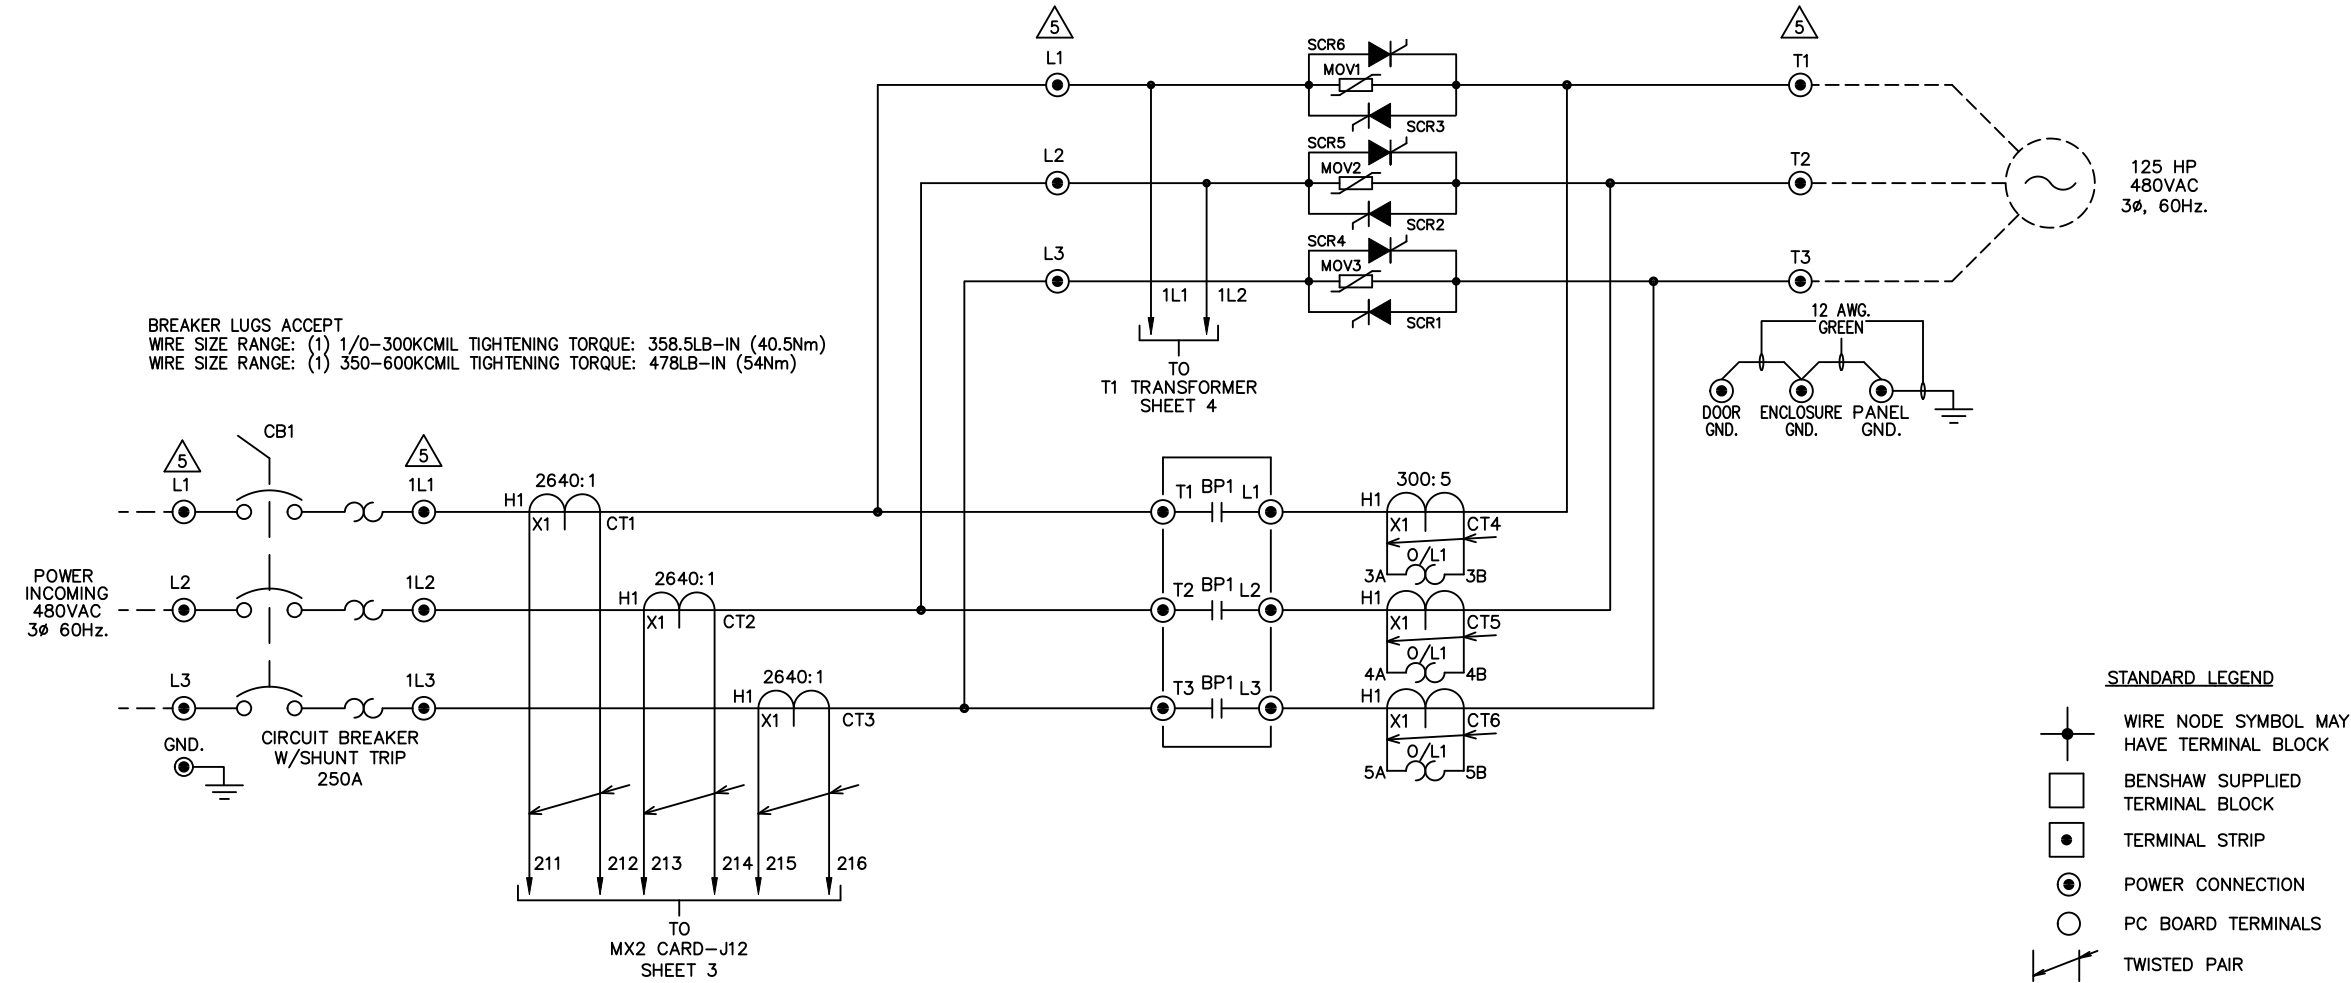 5
5
L1
T1
SCR6
MOV1
SCR3
L2
T2
SCR5
MOV2
SCR2
125 HP
480VAC
3ø, 60Hz.
L3
T3
SCR4
MOV3
SCR1
1L1
1L2
TO
T1 TRANSFORMER
SHEET 4
12 AWG.
GREEN
DOOR
GND.
ENCLOSURE
GND.
PANEL
GND.
BREAKER LUGS ACCEPT
WIRE SIZE RANGE: (1) 1/0-300KCMIL TIGHTENING TORQUE: 358.5LB-IN (40.5Nm)
WIRE SIZE RANGE: (1) 350-600KCMIL TIGHTENING TORQUE: 478LB-IN (54Nm)
CB1
5
5
L1
1L1
2640:1
H1
X1
CT1
T1
BP1
L1
300:5
H1
X1
CT4
O/L1
3A
3B
POWER
INCOMING
480VAC
3ø 60Hz.
L2
1L2
2640:1
H1
X1
CT2
T2
BP1
L2
H1
X1
CT5
O/L1
4A
4B
L3
1L3
2640:1
H1
X1
CT3
T3
BP1
L3
H1
X1
CT6
O/L1
5A
5B
GND.
CIRCUIT BREAKER
W/SHUNT TRIP
250A
211
212
213
214
215
216
TO
MX2 CARD-J12
SHEET 3
STANDARD LEGEND
WIRE NODE SYMBOL MAY
HAVE TERMINAL BLOCK
BENSHAW SUPPLIED
TERMINAL BLOCK
TERMINAL STRIP
POWER CONNECTION
PC BOARD TERMINALS
TWISTED PAIR